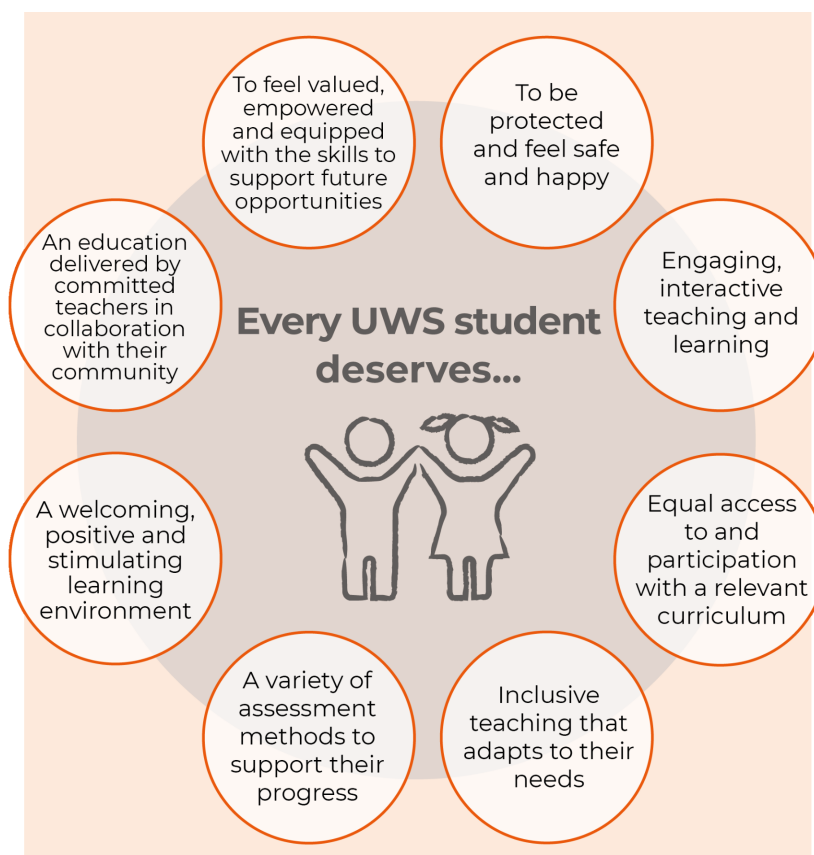 Every UWS student
deserves...
To feel valued,
empowered
and equipped
with the skills to
support future
opportunities
To be
protected
and feel safe
and happy
Engaging,
interactive
teaching and
learning
Equal access
to and
participation
with a relevant
curriculum
Inclusive
teaching that
adapts to their
needs
A variety of
assessment
methods to
support their
progress
A welcoming,
positive and
stimulating
learning
environment
An education
delivered by
committed
teachers in
collaboration
with their
community